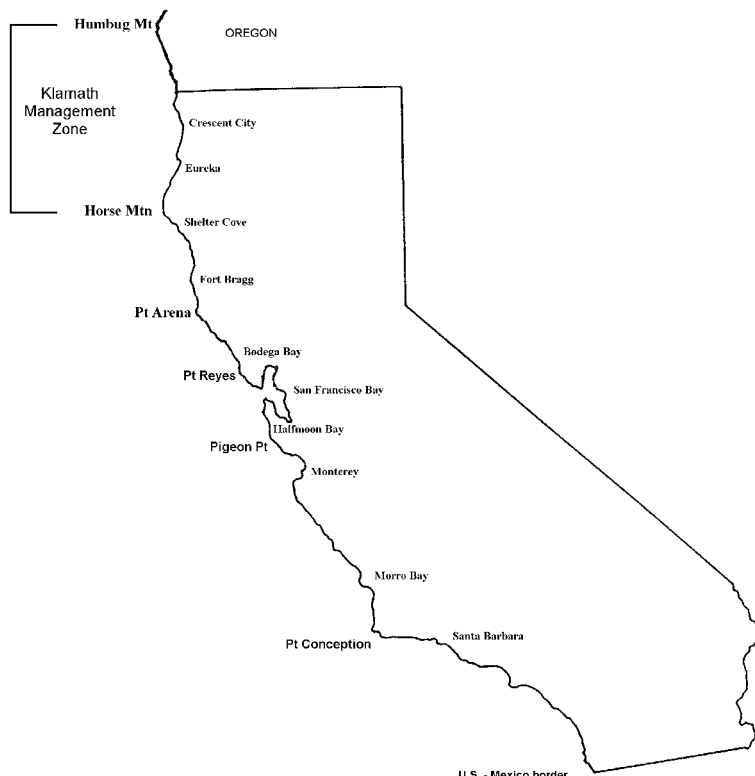 Humbug Mt
OREGON
Klamath
Management
Zone
Crescent City
Eureka
Horse Mtn
Shelter Cove
Fort Bragg
Pt Arena
Bodega Bay
Pt Reyes
San Francisco Bay
Halfmoon Bay
Pigeon Pt
Monterey
Morro Bay
Pt Conception
Santa Barbara
U.S. - Mexico border